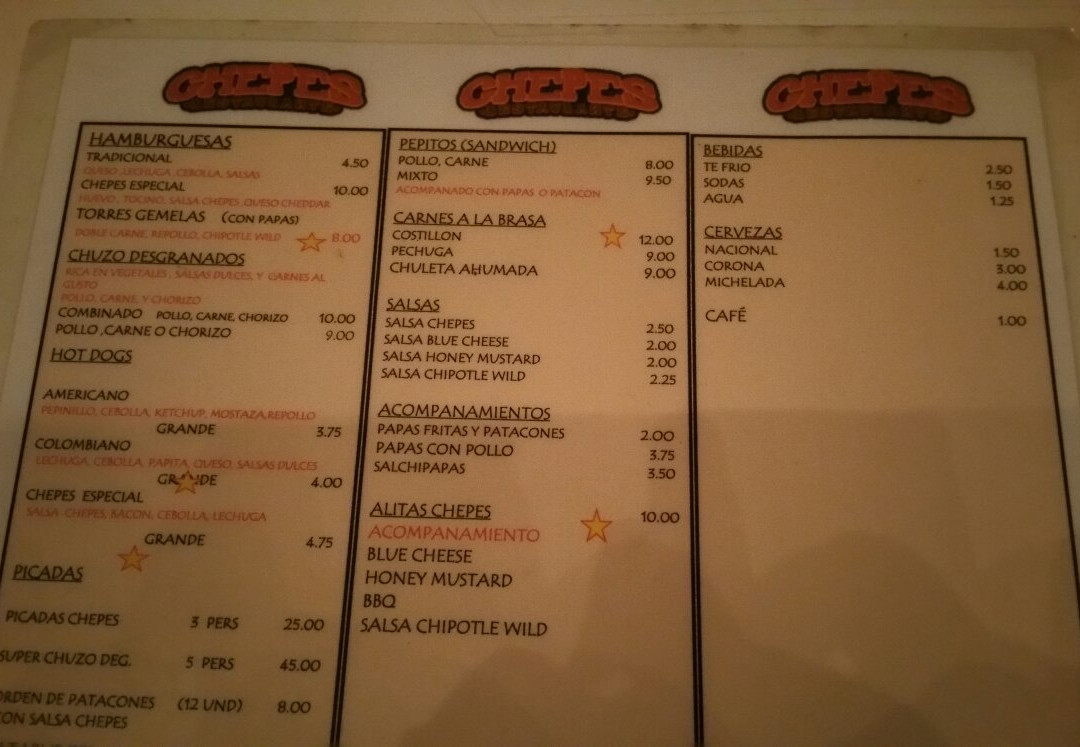 CHEPES
HAMBURGUESAS
TRADICIONAL 4.50
QUESO ,LECHUGA ,CEBOLLA, SALSAS
CHEPES ESPECIAL 10.00
HUEVO , TOCINO, SALSA CHEPES ,QUESO CHEDDAR
TORRES GEMELAS (CON PAPAS)
DOBLE CARNE, REPOLLO, CHIPOTLE WILD 8.00
CHUZO DESGRANADOS
RICA EN VEGETALES , SALSAS DULCES, Y CARNES AL
GUSTO
POLLO, CARNE, Y CHORIZO
COMBINADO POLLO, CARNE, CHORIZO 10.00
POLLO ,CARNE O CHORIZO 9.00
HOT DOGS
AMERICANO
PEPINILLO, CEBOLLA, KETCHUP, MOSTAZA,REPOLLO
GRANDE 3.75
COLOMBIANO
LECHUGA, CEBOLLA, PAPITA, QUESO, SALSAS DULCES
GRANDE 4.00
CHEPES ESPECIAL
SALSA CHEPES, BACON, CEBOLLA, LECHUGA
GRANDE 4.75
PICADAS
PICADAS CHEPES 3 PERS 25.00
SUPER CHUZO DEG. 5 PERS 45.00
ORDEN DE PATACONES (12 UND) 8.00
CON SALSA CHEPES
CHEPES
RESTAURANTE
PEPITOS (SANDWICH)
POLLO, CARNE 8.00
MIXTO 9.50
ACOMPANADO CON PAPAS O PATACON
CARNES A LA BRASA
COSTILLON 12.00
PECHUGA 9.00
CHULETA AHUMADA 9.00
SALSAS
SALSA CHEPES 2.50
SALSA BLUE CHEESE 2.00
SALSA HONEY MUSTARD 2.00
SALSA CHIPOTLE WILD 2.25
ACOMPANAMIENTOS
PAPAS FRITAS Y PATACONES 2.00
PAPAS CON POLLO 3.75
SALCHIPAPAS 3.50
ALITAS CHEPES 10.00
ACOMPANAMIENTO
BLUE CHEESE
HONEY MUSTARD
BBQ
SALSA CHIPOTLE WILD
CHEPES
RESTAURANTE
BEBIDAS
TE FRIO 2.50
SODAS 1.50
AGUA 1.25
CERVEZAS
NACIONAL 1.50
CORONA 3.00
MICHELADA 4.00
CAFÉ 1.00